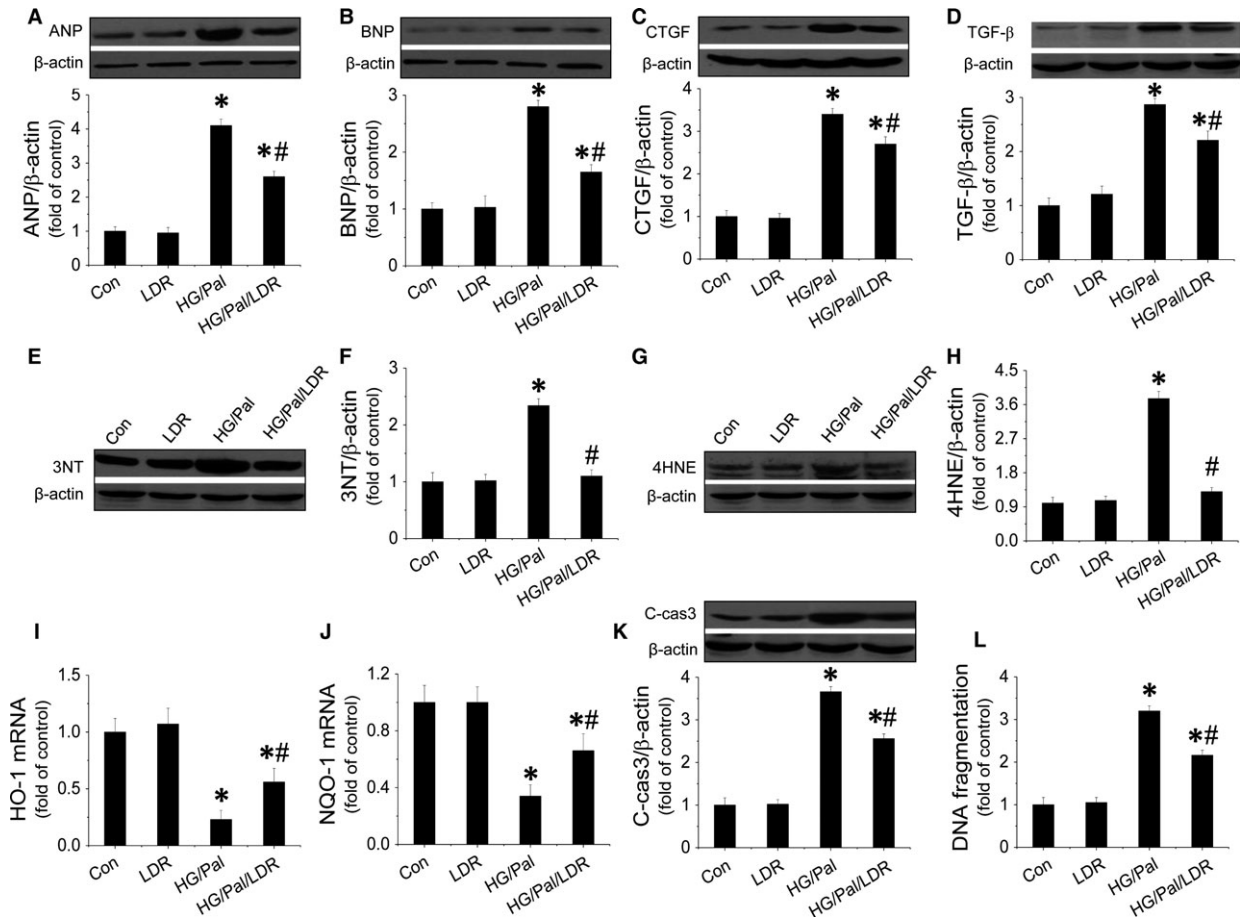 A
ANP
β-actin
ANP/β-actin
(fold of control)
5
4
3
2
1
0
*
*#
Con
LDR
HG/Pal
HG/Pal/LDR
B
BNP
β-actin
BNP/β-actin
(fold of control)
3
2
1
0
*
*#
Con
LDR
HG/Pal
HG/Pal/LDR
C
CTGF
β-actin
CTGF/β-actin
(fold of control)
4
3
2
1
0
*
*#
Con
LDR
HG/Pal
HG/Pal/LDR
D
TGF-β
β-actin
TGF-β/β-actin
(fold of control)
3
2
1
0
*
*#
Con
LDR
HG/Pal
HG/Pal/LDR
E
Con
LDR
HG/Pal
HG/Pal/LDR
3NT
β-actin
F
3NT/β-actin
(fold of control)
3
2
1
0
*
#
Con
LDR
HG/Pal
HG/Pal/LDR
G
Con
LDR
HG/Pal
HG/Pal/LDR
4HNE
β-actin
H
4HNE/β-actin
(fold of control)
4.5
3.6
2.7
1.8
0.9
0.0
*
#
Con
LDR
HG/Pal
HG/Pal/LDR
I
HO-1 mRNA
(fold of control)
1.5
1.0
0.5
0.0
*
*#
Con
LDR
HG/Pal
HG/Pal/LDR
J
NQO-1 mRNA
(fold of control)
1.2
0.8
0.4
0.0
*
*#
Con
LDR
HG/Pal
HG/Pal/LDR
K
C-cas3
β-actin
C-cas3/β-actin
(fold of control)
4
3
2
1
0
*
*#
Con
LDR
HG/Pal
HG/Pal/LDR
L
DNA fragmentation
(fold of control)
4
3
2
1
0
*
*#
Con
LDR
HG/Pal
HG/Pal/LDR